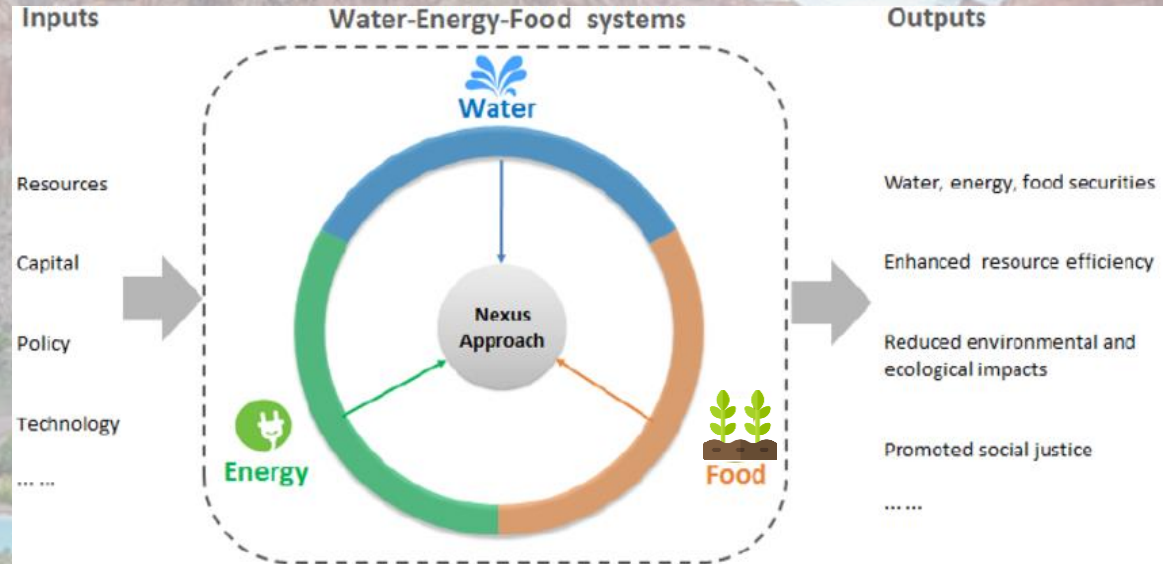 Inputs
Water-Energy-Food systems
Outputs
Water
Resources
Capital
Policy
Technology
... ...
Nexus
Approach
Energy
Food
Water, energy, food securities
Enhanced resource efficiency
Reduced environmental and
ecological impacts
Promoted social justice
... ...